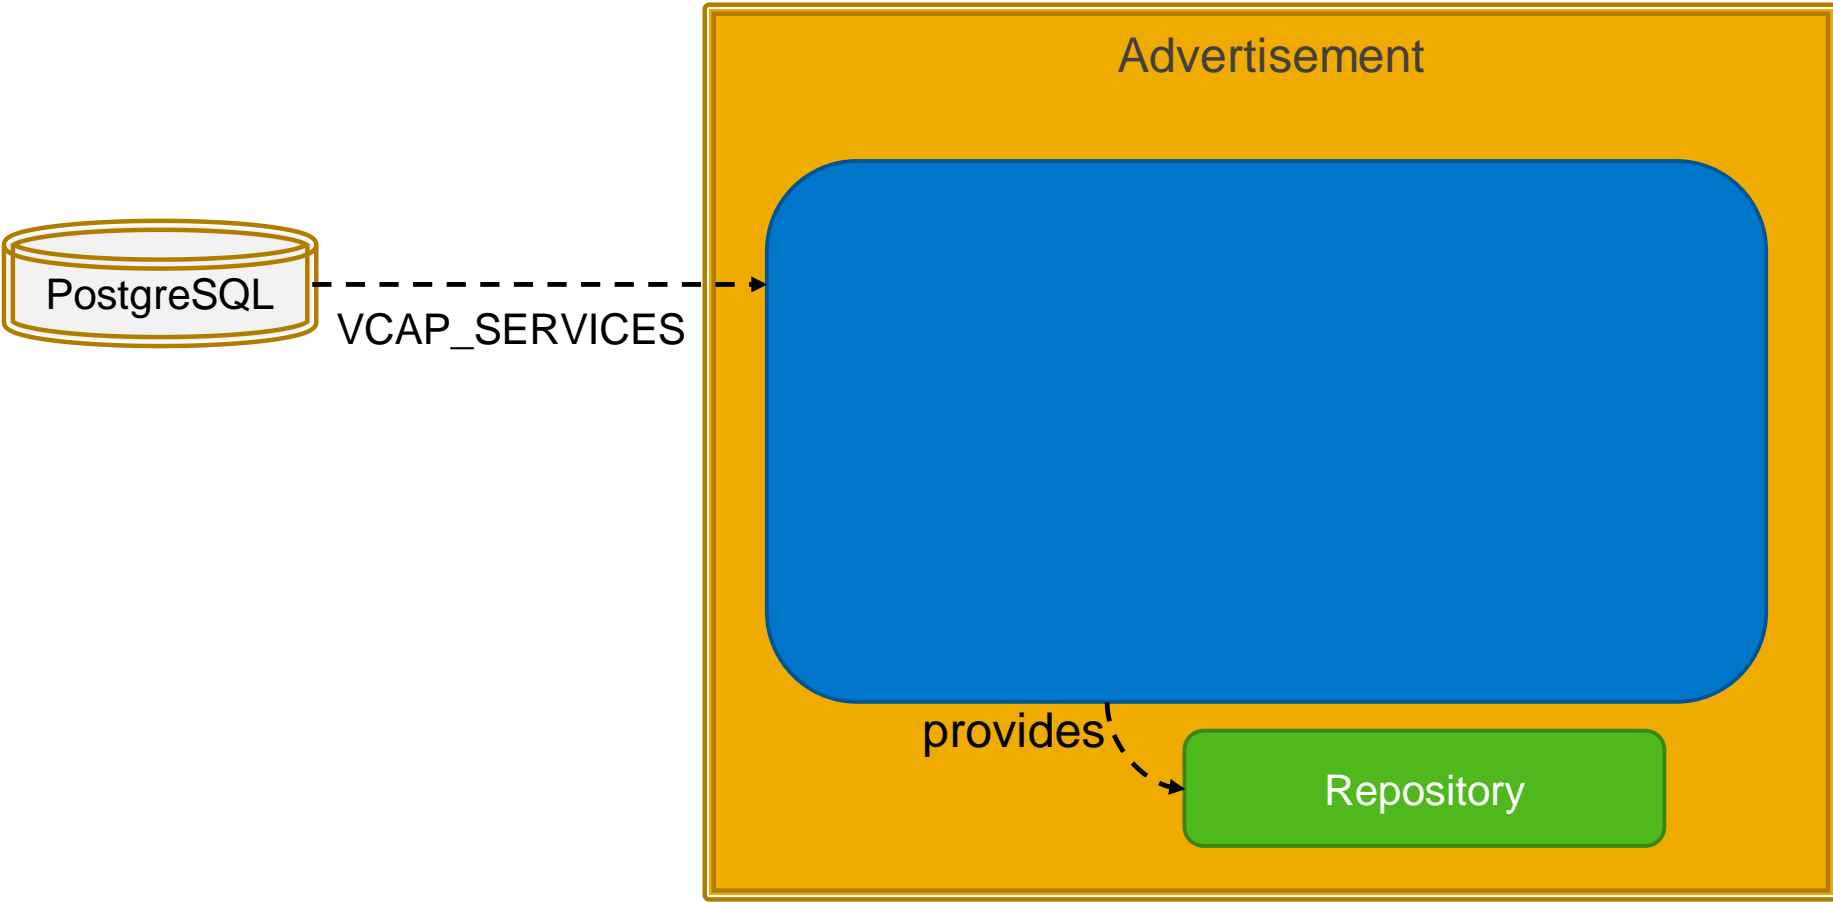 Advertisement
PostgreSQL
VCAP_SERVICES
provides
Repository